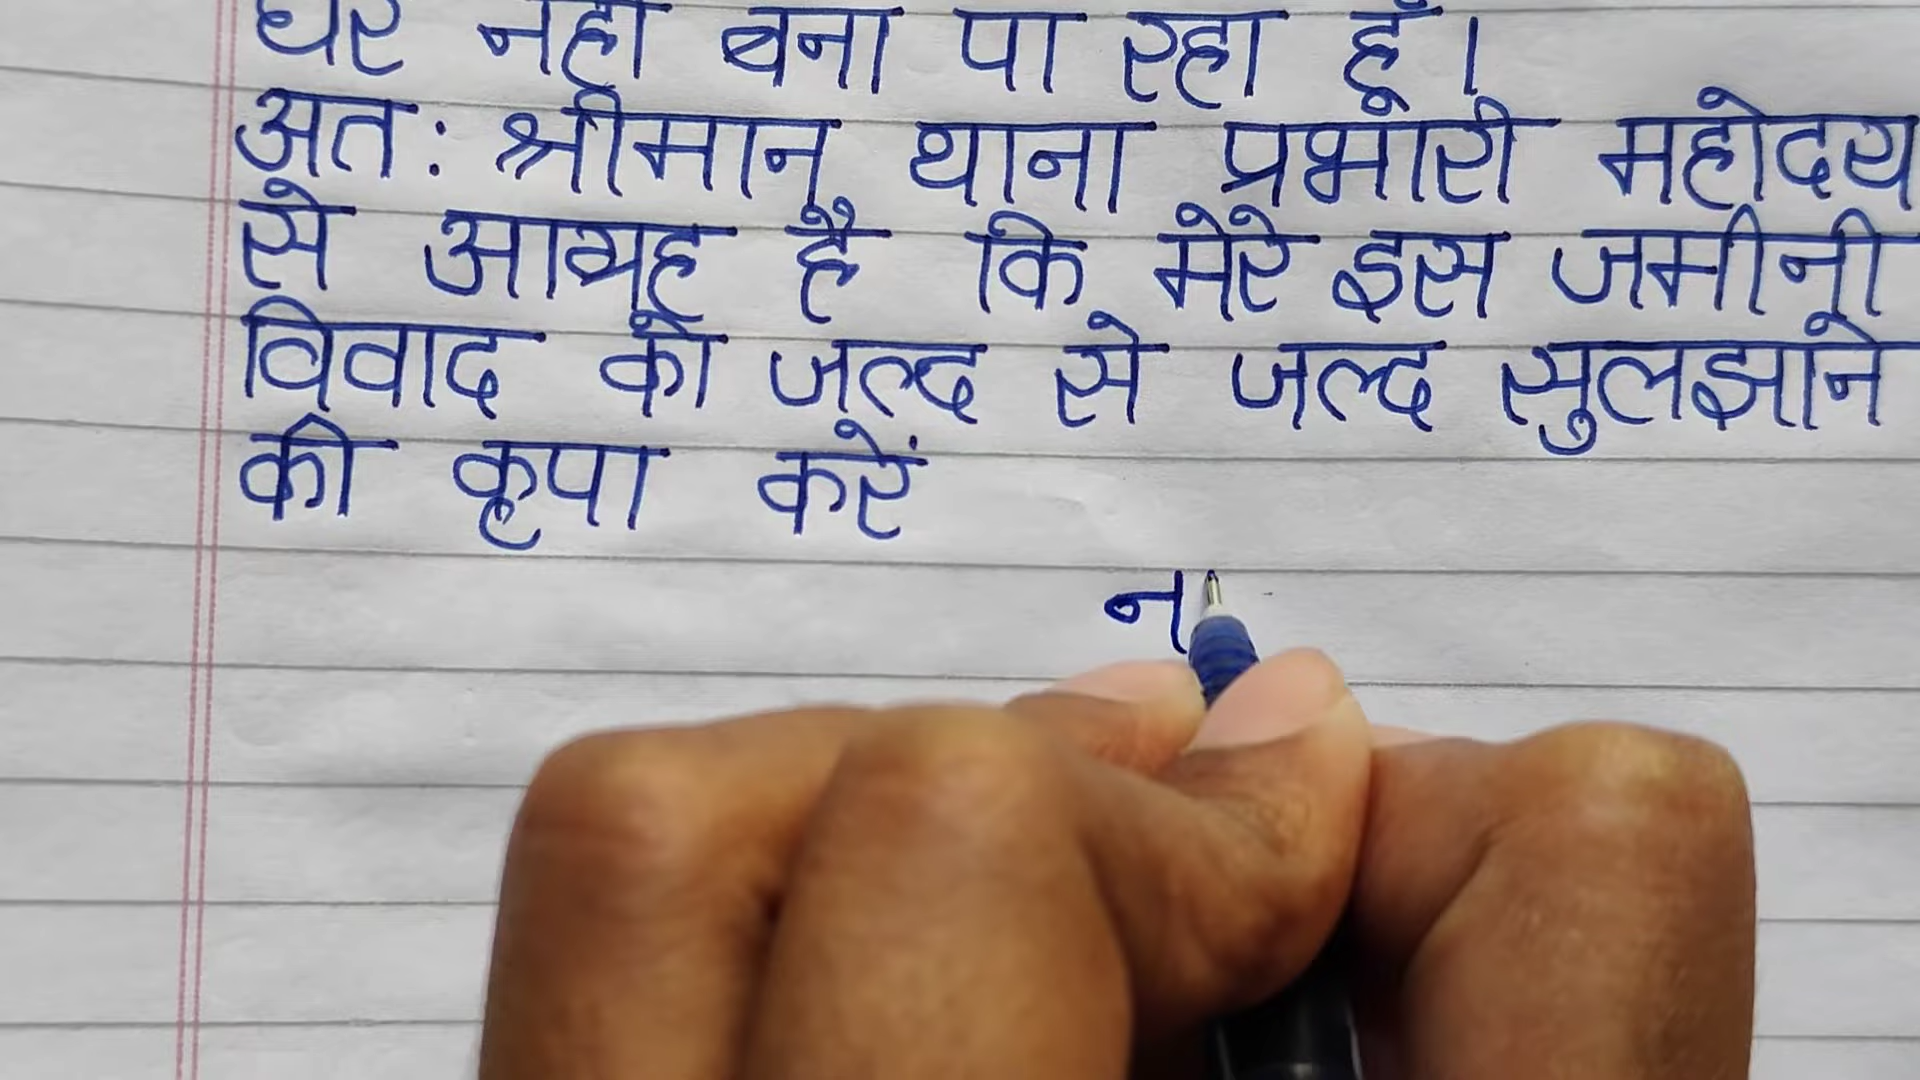 घर नहीं बना पा रहा हूँ।
अत: श्रीमान् थाना प्रभारी महोदय
से आग्रह है कि मेरे इस जमीनी
विवाद को जल्द से जल्द सुलझाने
की कृपा करें
न